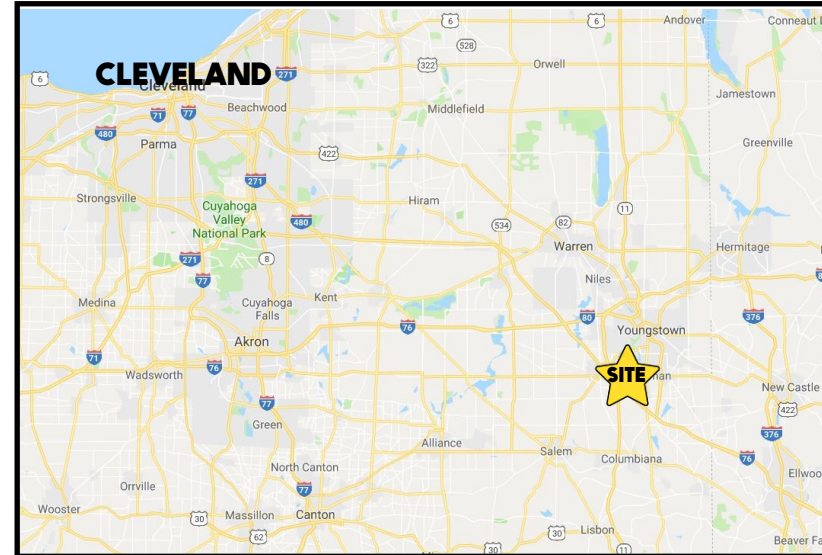 6
6
Andover
Conneaut
528
322
Orwell
CLEVELAND
Cleveland
271
6
Jamestown
Beachwood
Middlefield
71
77
480
Parma
Greenville
422
271
Strongsville
Cuyahoga
Valley
National Park
Hiram
11
480
534
82
Warren
Hermitage
271
8
77
Niles
Medina
Cuyahoga
Falls
Kent
80
376
76
Youngstown
Akron
71
76
Wadsworth
SITE
man
New Castle
77
422
Green
376
Alliance
Salem
Columbiana
76
North Canton
Ellwoo
Orrville
77
Wooster
30
Massillon
Canton
62
30
Lisbon
30
11
Beaver Fa